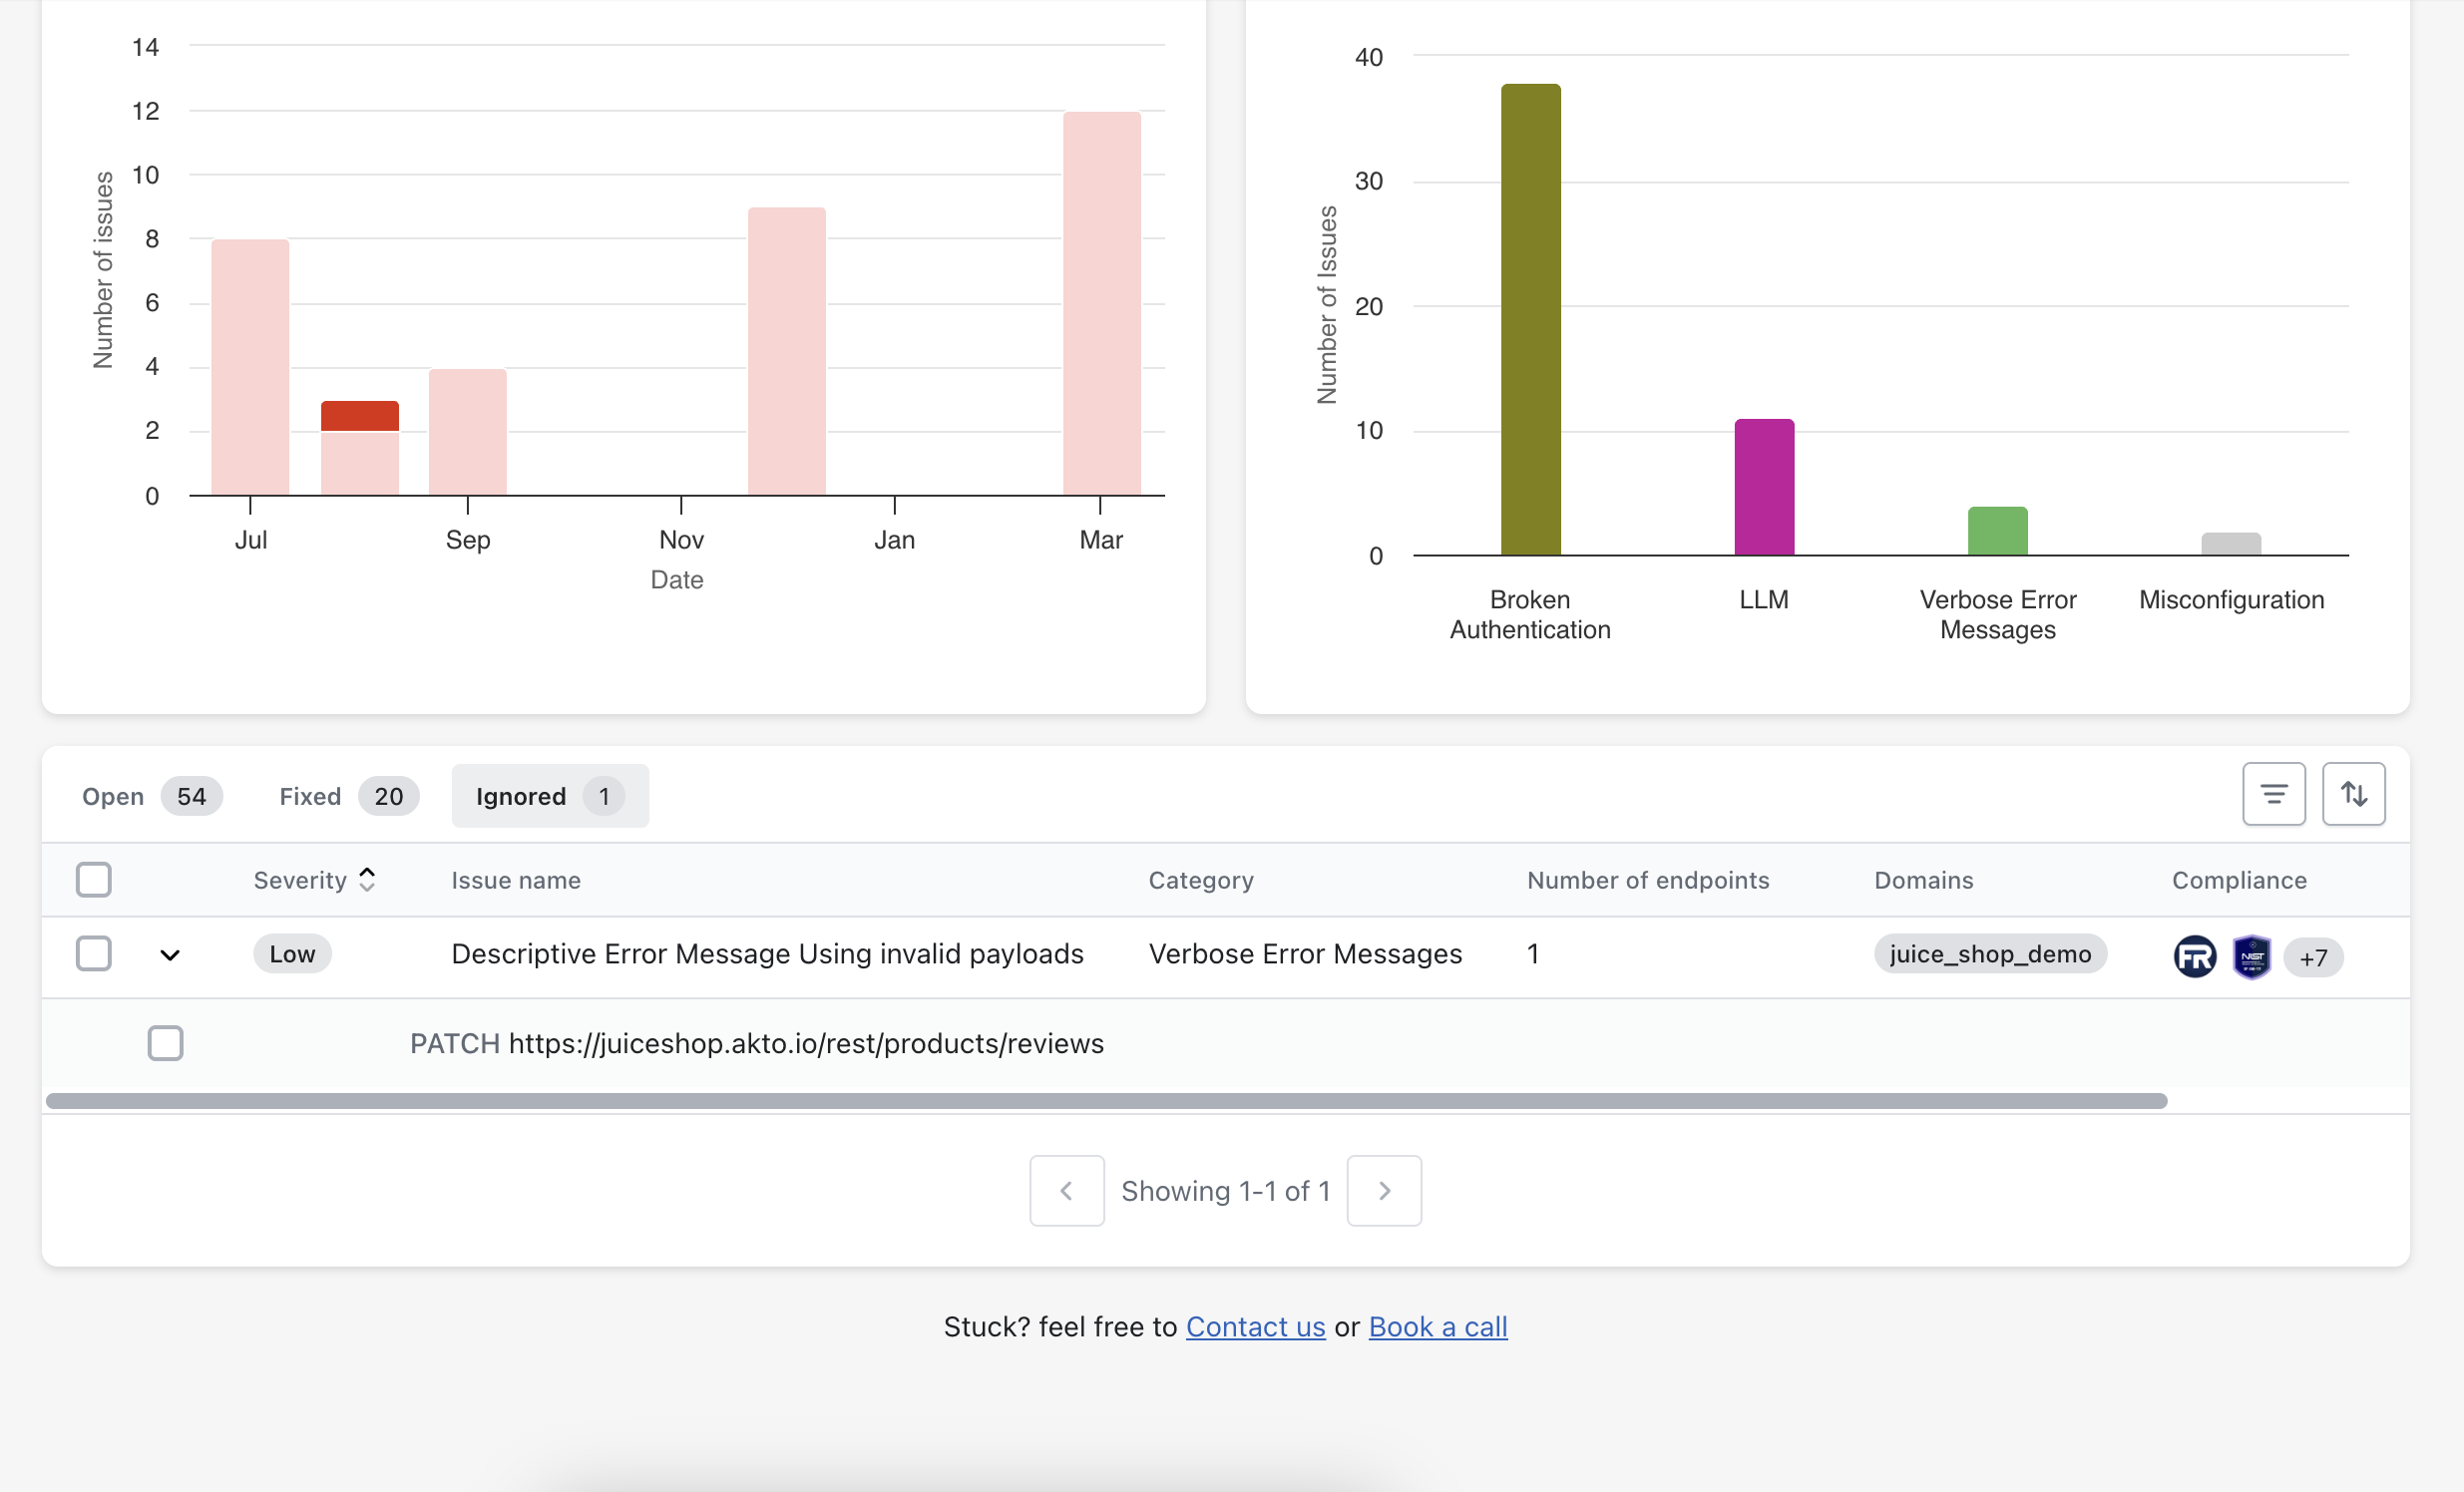 14
12
10
8
6
4
2
0
Number of issues
Jul
Sep
Nov
Jan
Mar
Date
40
30
20
10
0
Number of Issues
Broken
Authentication
LLM
Verbose Error
Messages
Misconfiguration
Open 54 Fixed 20 Ignored 1
Severity Issue name Category Number of endpoints Domains Compliance
Low Descriptive Error Message Using invalid payloads Verbose Error Messages 1 juice_shop_demo FR NIST +7
PATCH https://juiceshop.akto.io/rest/products/reviews
Showing 1-1 of 1
Stuck? feel free to Contact us or Book a call